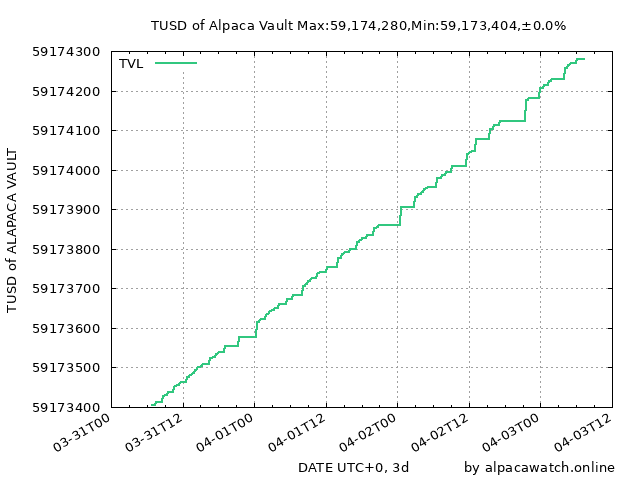 TUSD of Alpaca Vault Max:59,174,280,Min:59,173,404,±0.0%
TUSD of ALAPACA VAULT
TVL
59174300
59174200
59174100
59174000
59173900
59173800
59173700
59173600
59173500
59173400
03-31T00
03-31T12
04-01T00
04-01T12
04-02T00
04-02T12
04-03T00
04-03T12
DATE UTC+0, 3d
by alpacawatch.online